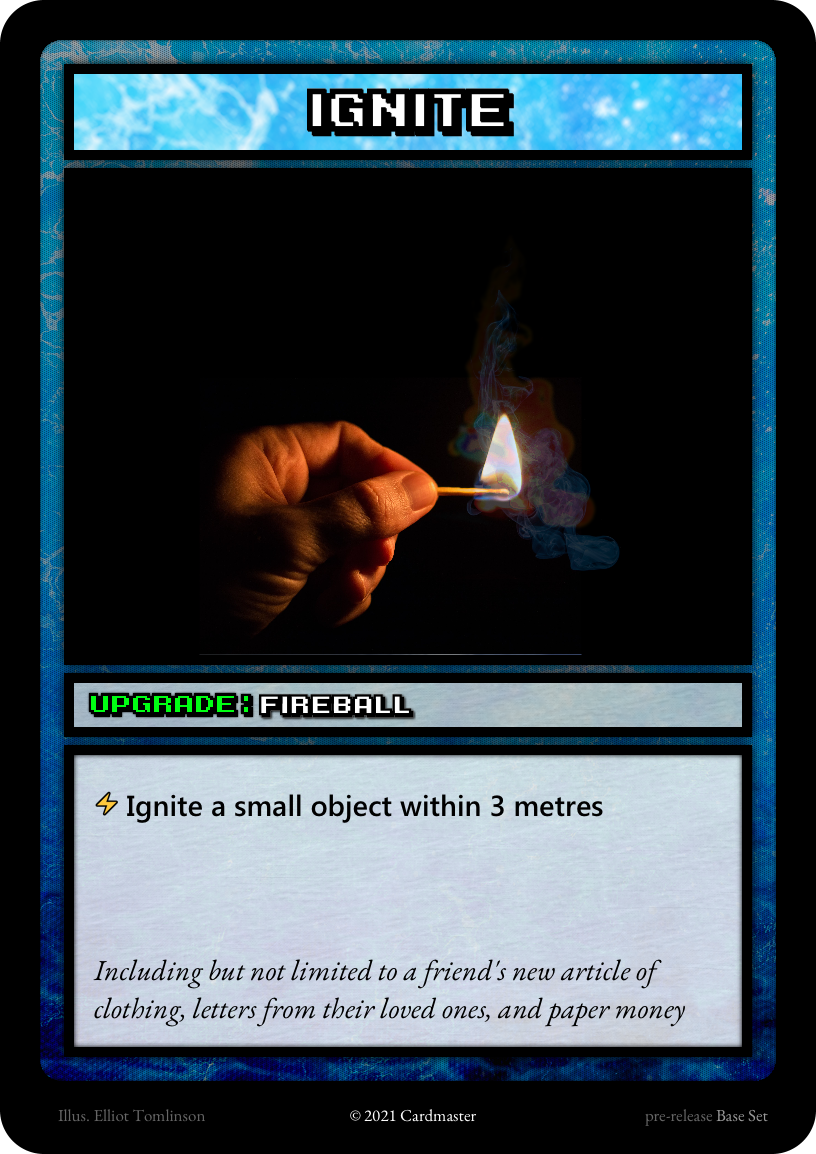 IGNITE
UPGRADE: FIREBALL
⚡ Ignite a small object within 3 metres
Including but not limited to a friend's new article of
clothing, letters from their loved ones, and paper money
Illus. Elliot Tomlinson © 2021 Cardmaster pre-release Base Set